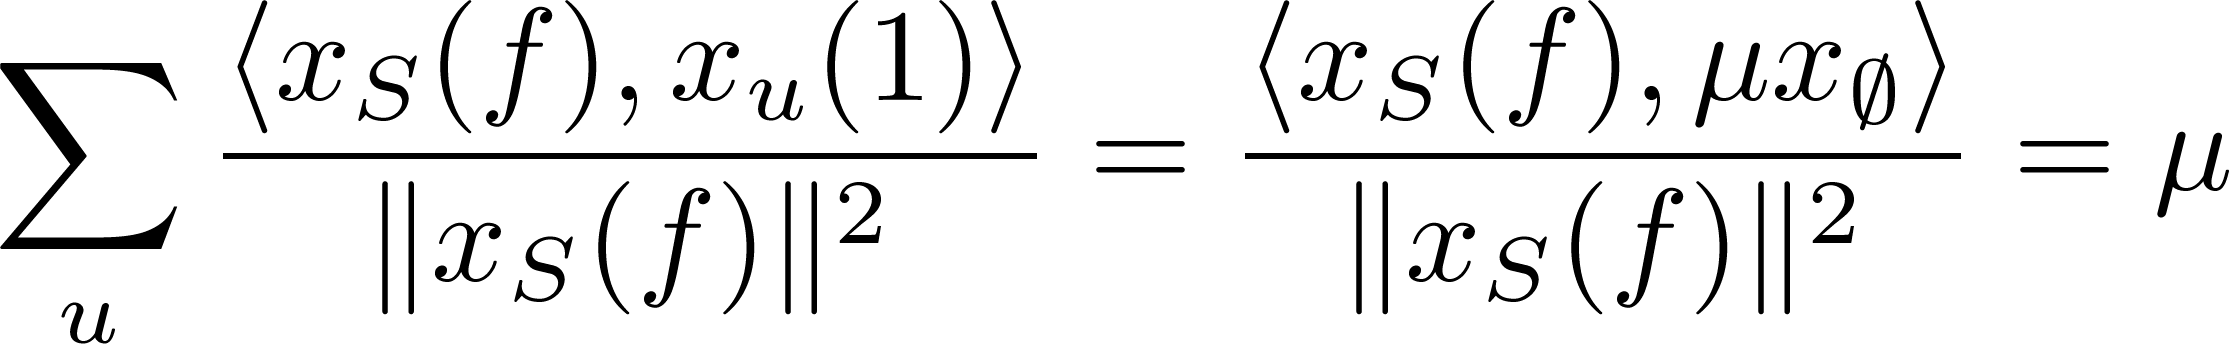 \sum_u \frac{\langle x_S(f), x_u(1) \rangle}{\|x_S(f)\|^2} = \frac{\langle x_S(f), \mu x_\emptyset \rangle}{\|x_S(f)\|^2} = \mu